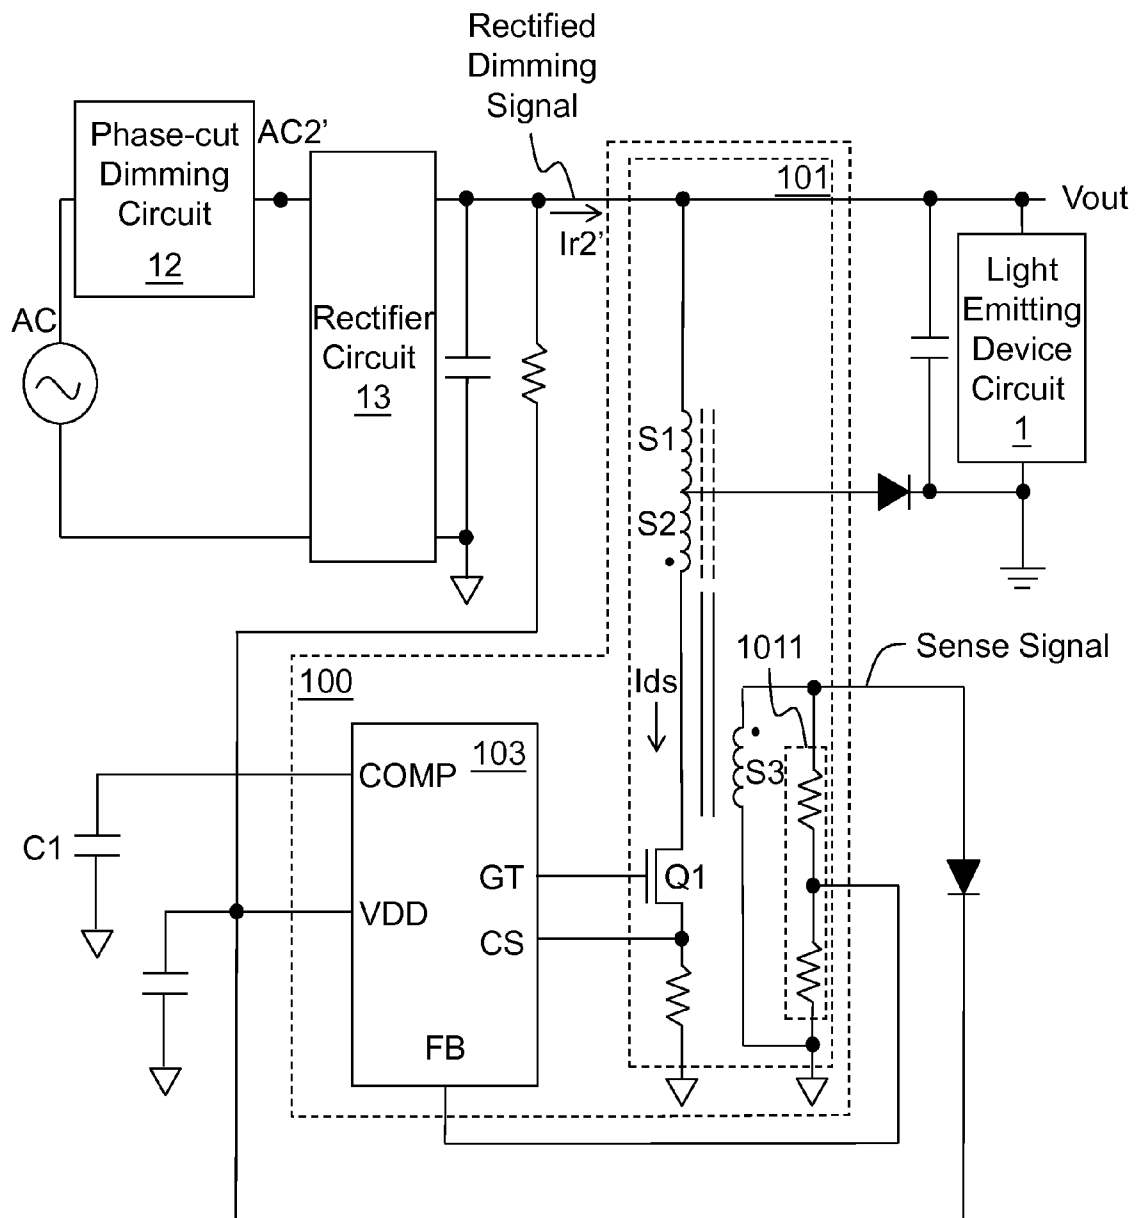 Rectified
Dimming
Signal
Phase-cut
Dimming
Circuit
12
AC2’
101
Vout
Ir2’
Light
Emitting
Device
Circuit
1
AC
Rectifier
Circuit
13
S1
S2
1011
Sense Signal
100
Ids
103
COMP
S3
C1
GT
Q1
VDD
CS
FB